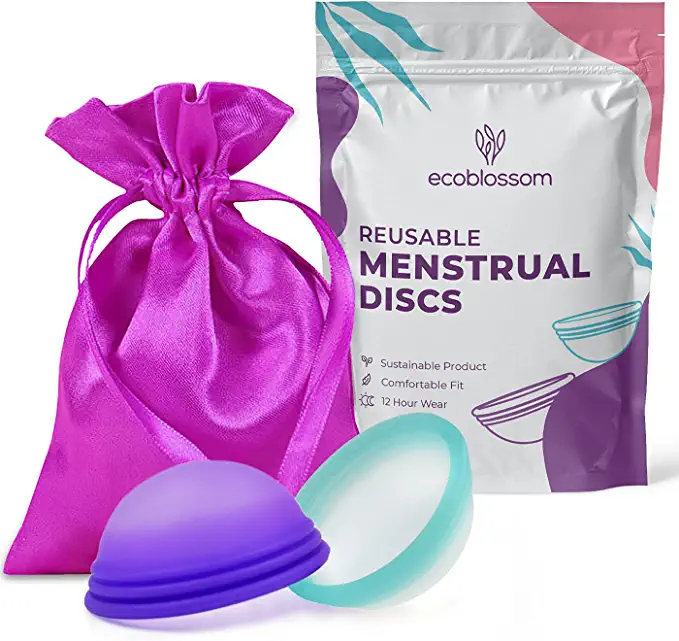 ecoblossom
REUSABLE
MENSTRUAL
DISCS
Sustainable Product
Comfortable Fit
12 Hour Wear